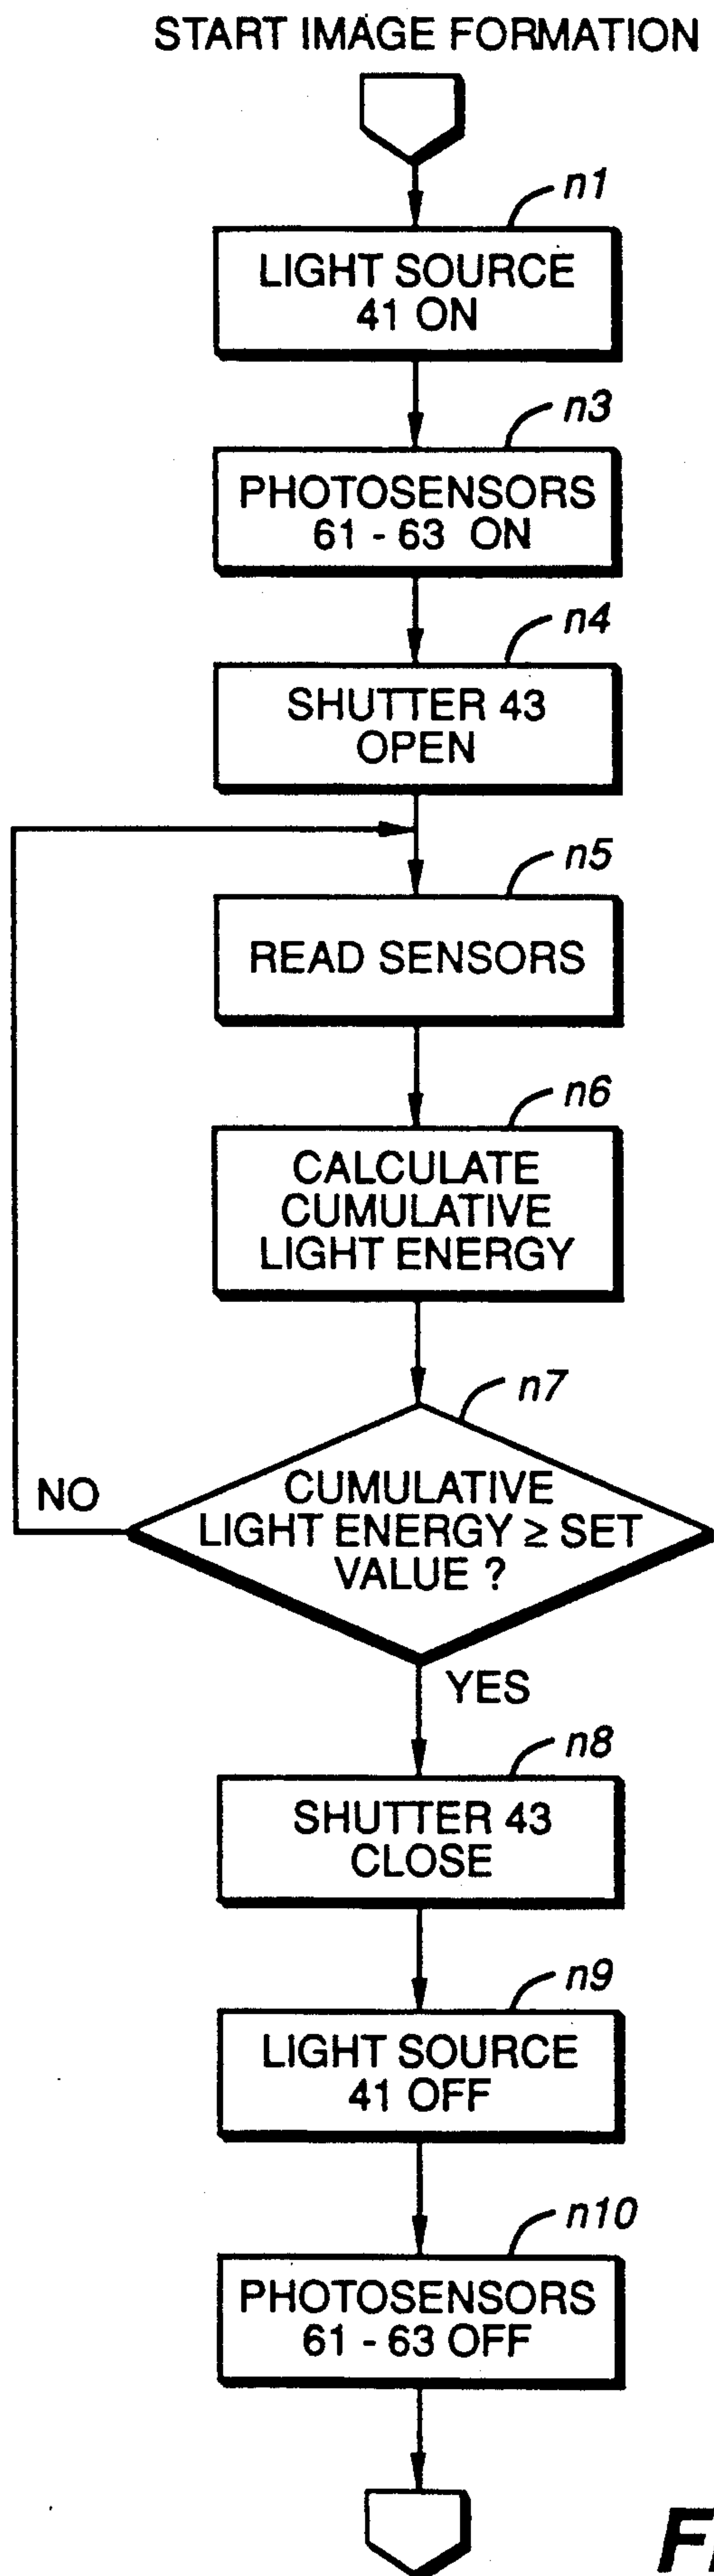 START IMAGE FORMATION
n1
LIGHT SOURCE
41 ON
n3
PHOTOSENSORS
61 - 63 ON
n4
SHUTTER 43
OPEN
n5
READ SENSORS
n6
CALCULATE
CUMULATIVE
LIGHT ENERGY
n7
CUMULATIVE
LIGHT ENERGY ≥ SET
VALUE ?
NO
YES
n8
SHUTTER 43
CLOSE
n9
LIGHT SOURCE
41 OFF
n10
PHOTOSENSORS
61 - 63 OFF